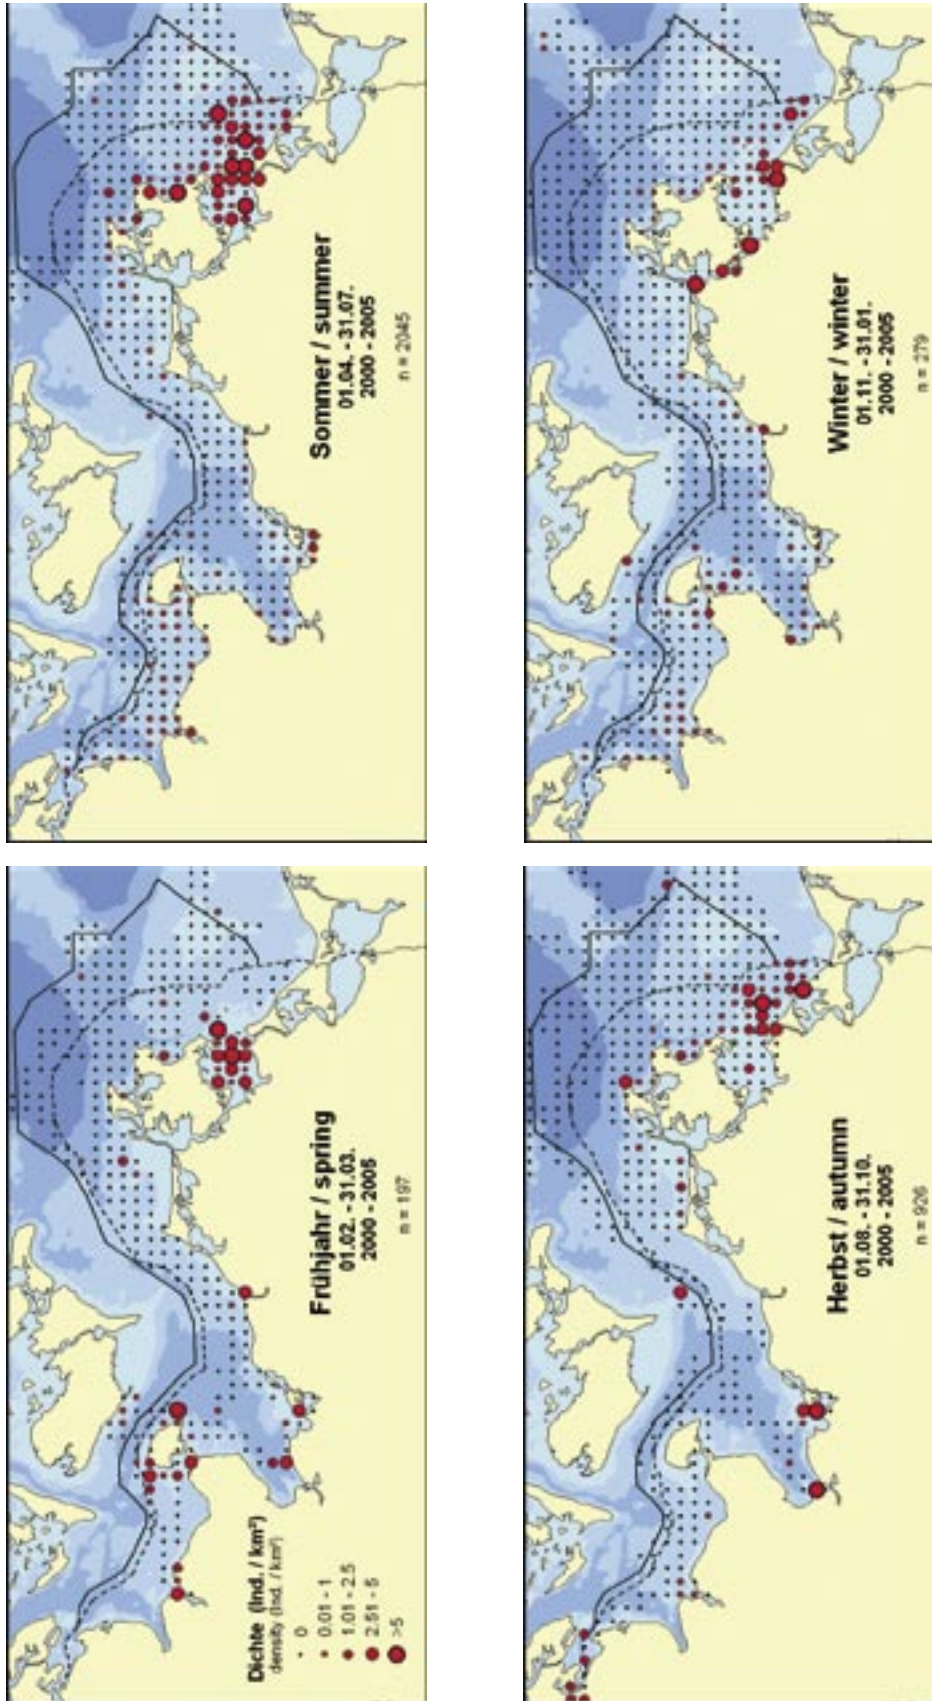 Frühjahr / spring
01.02. - 31.03.
2000 - 2005
n = 197
Dichte (Ind. / km²)
density (Ind. / km²)
0
0.01 - 1
1.01 - 2.5
2.51 - 5
>5
Sommer / summer
01.04. - 31.07.
2000 - 2005
n = 2045
Herbst / autumn
01.08. - 31.10.
2000 - 2005
n = 926
Winter / winter
01.11. - 31.01.
2000 - 2005
n = 279